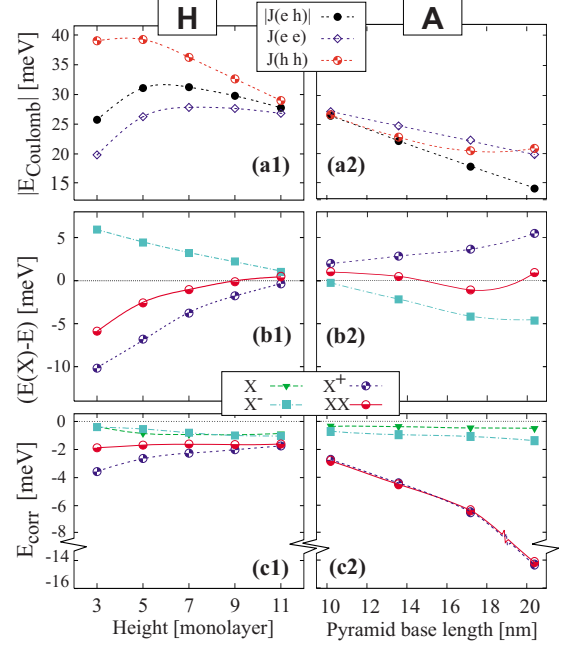 H
A
|J(e h)|
J(e e)
J(h h)
|E_Coulomb| [meV]
40
35
30
25
20
15
(a1)
(a2)
(E(X)-E) [meV]
5
0
-5
-10
(b1)
(b2)
X
X⁺
X⁻
XX
E_corr [meV]
0
-2
-4
-6
-8
-14
-16
(c1)
(c2)
3 5 7 9 11
10 12 14 16 18 20
Height [monolayer]
Pyramid base length [nm]